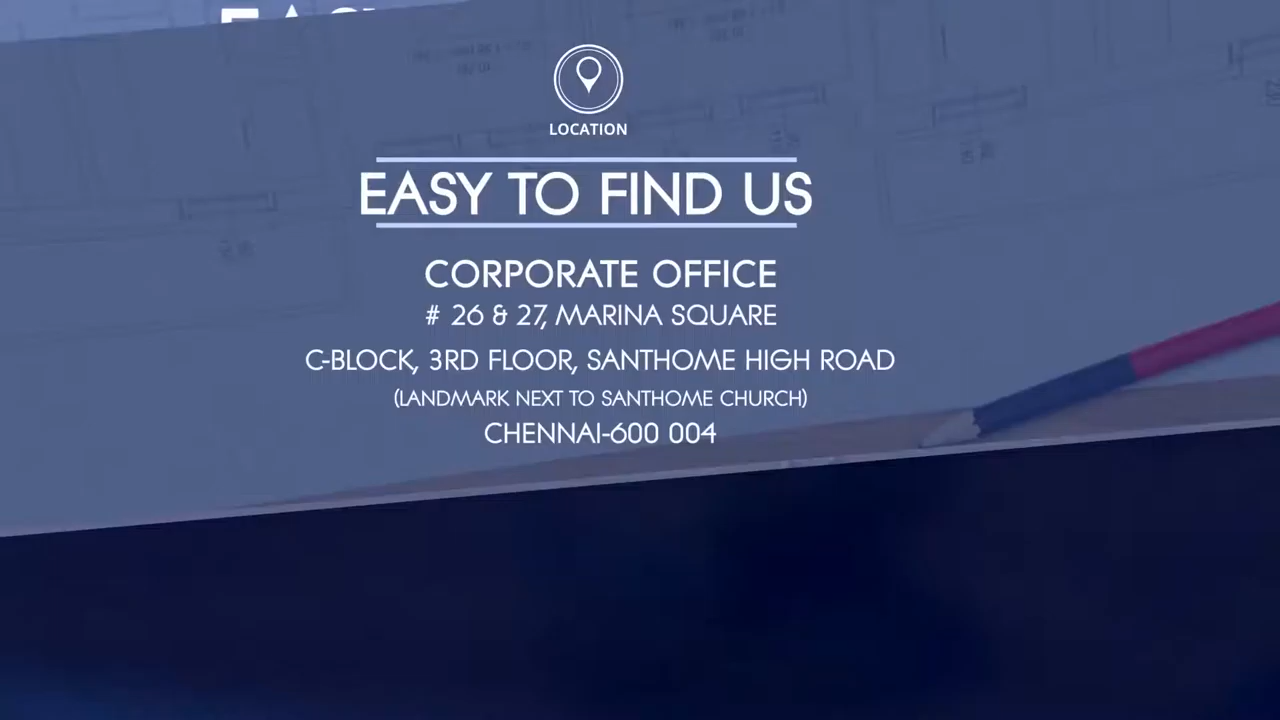 LOCATION
EASY TO FIND US
CORPORATE OFFICE
# 26 & 27, MARINA SQUARE
C-BLOCK, 3RD FLOOR, SANTHOME HIGH ROAD
(LANDMARK NEXT TO SANTHOME CHURCH)
CHENNAI-600 004